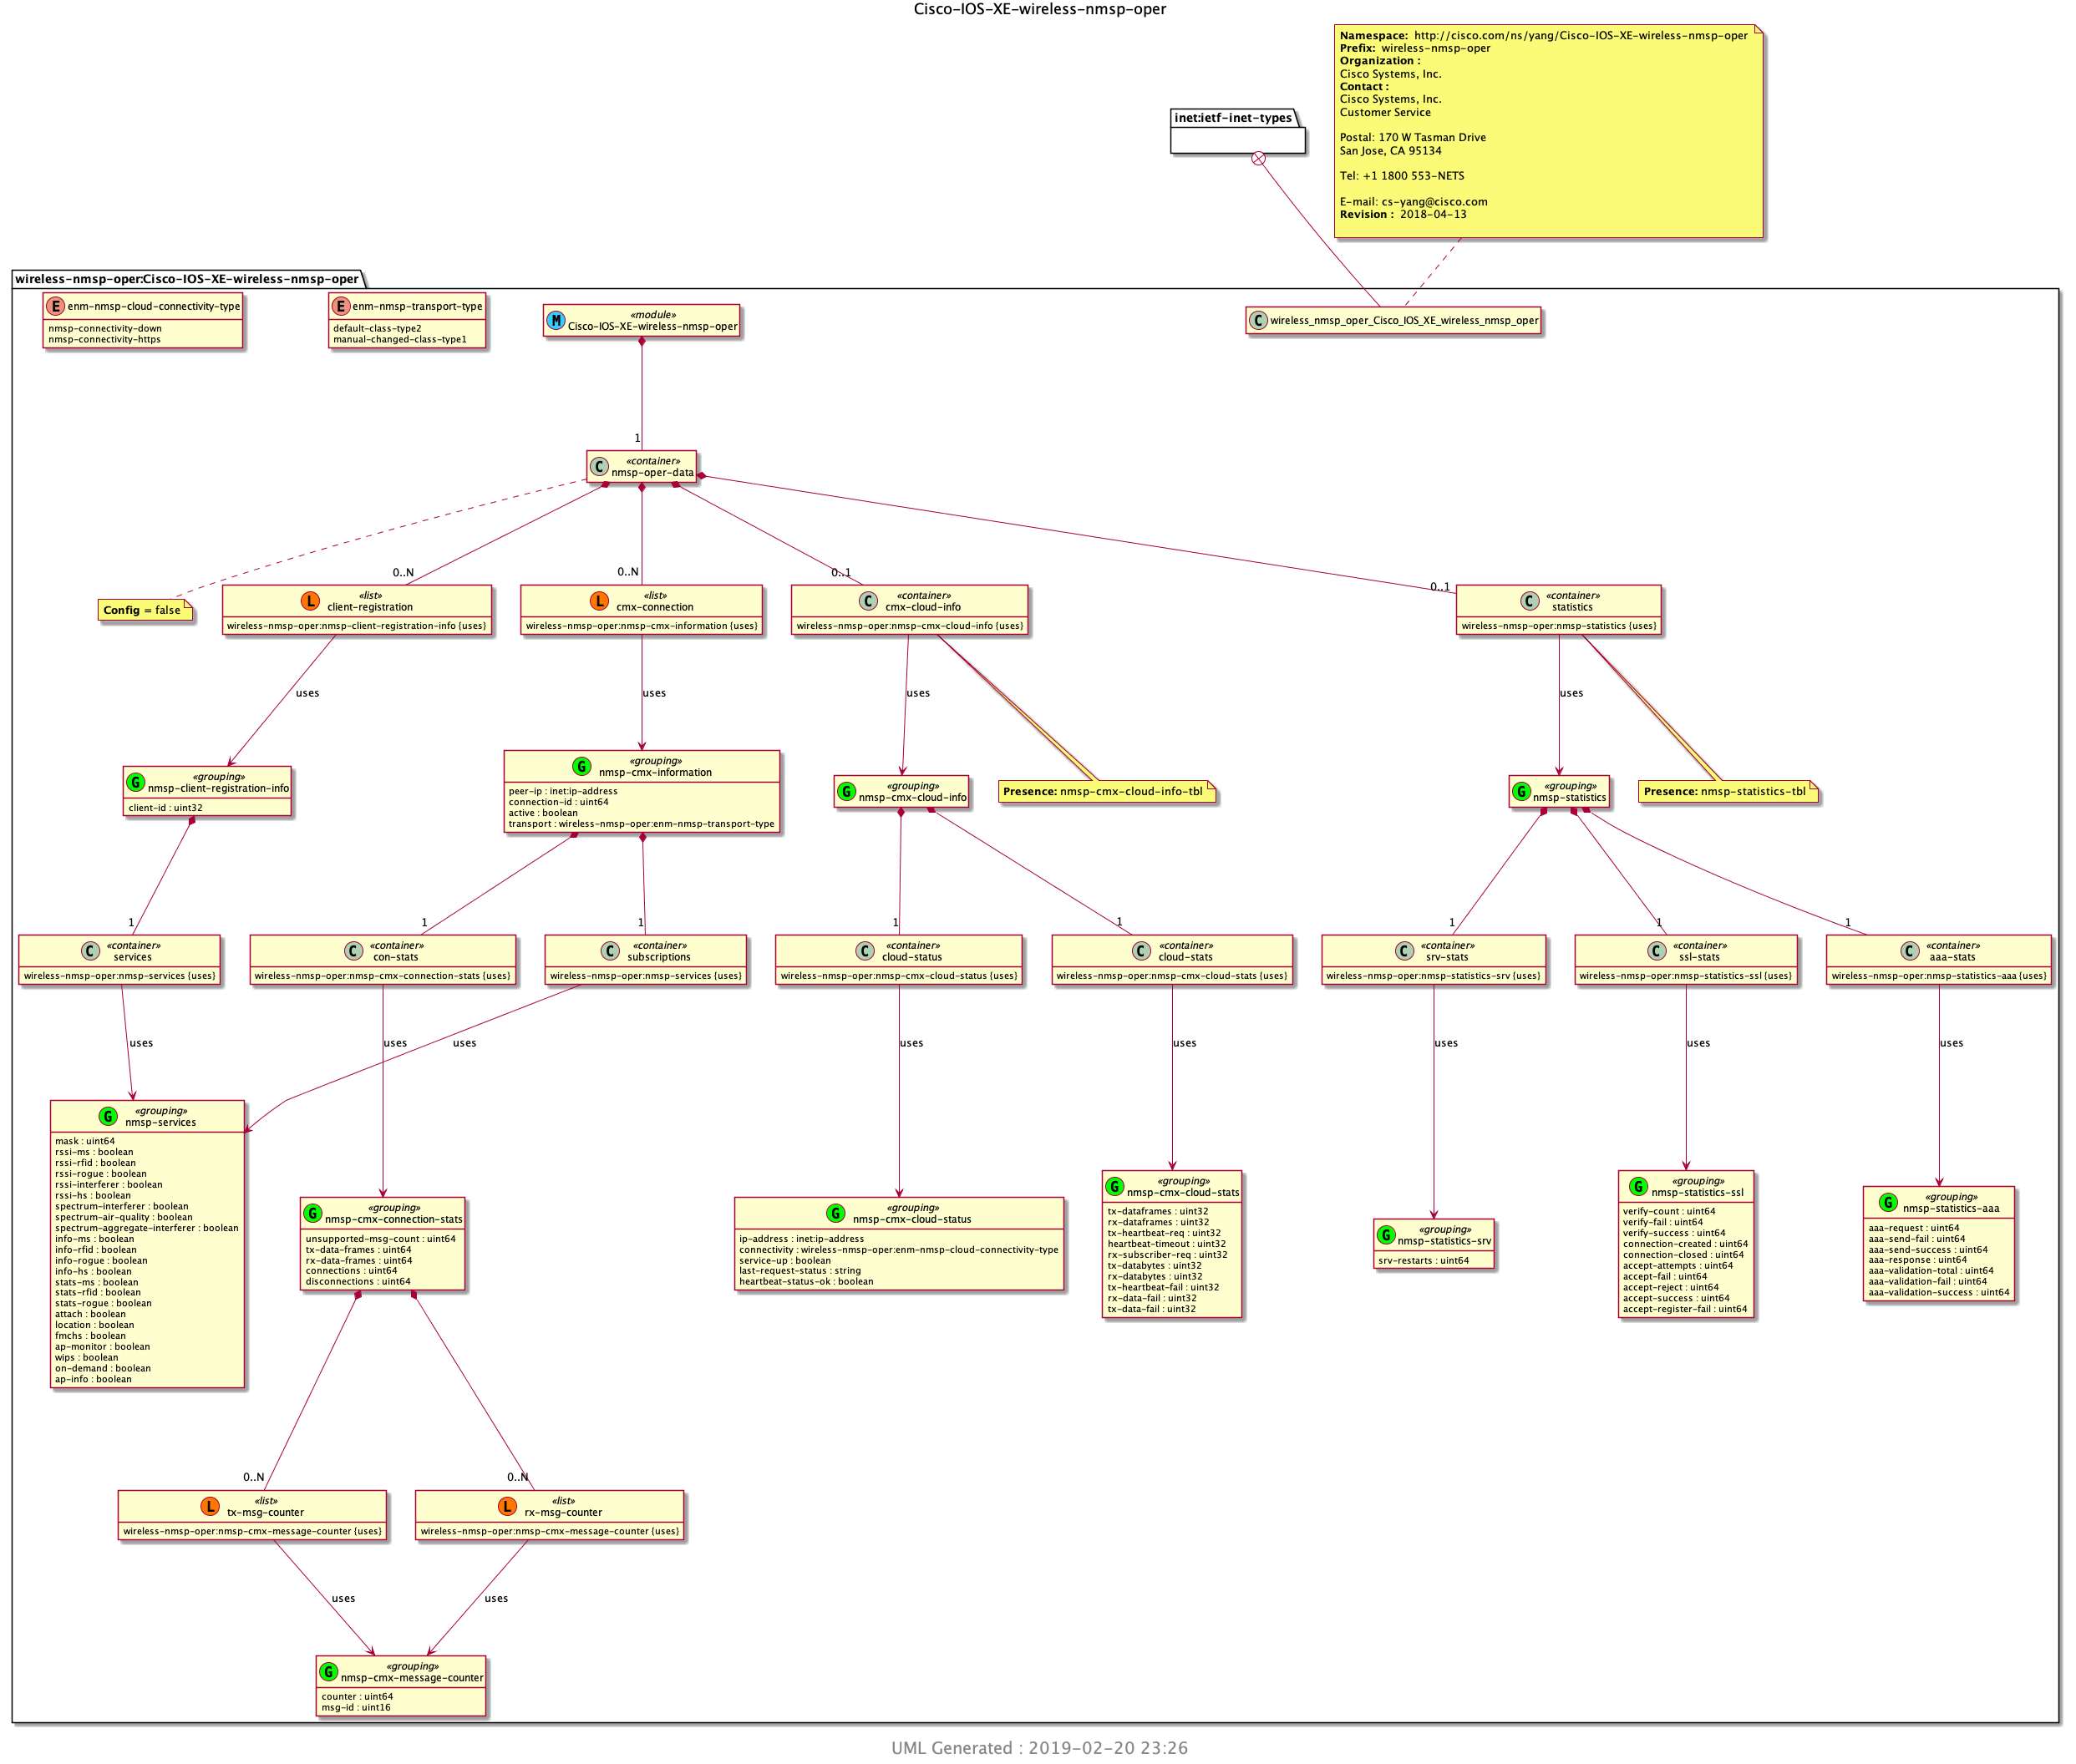 Cisco-IOS-XE-wireless-nmsp-oper
Namespace: http://cisco.com/ns/yang/Cisco-IOS-XE-wireless-nmsp-oper
Prefix: wireless-nmsp-oper
Organization :
Cisco Systems, Inc.
Contact :
Cisco Systems, Inc.
Customer Service
Postal: 170 W Tasman Drive
San Jose, CA 95134
Tel: +1 1800 553-NETS
E-mail: cs-yang@cisco.com
Revision : 2018-04-13
inet:ietf-inet-types
wireless-nmsp-oper:Cisco-IOS-XE-wireless-nmsp-oper
E enm-nmsp-cloud-connectivity-type
nmsp-connectivity-down
nmsp-connectivity-https
E enm-nmsp-transport-type
default-class-type2
manual-changed-class-type1
M «module»
Cisco-IOS-XE-wireless-nmsp-oper
C wireless_nmsp_oper_Cisco_IOS_XE_wireless_nmsp_oper
1
C «container»
nmsp-oper-data
0..N
0..N
0..1
0..1
Config = false
L «list»
client-registration
wireless-nmsp-oper:nmsp-client-registration-info {uses}
L «list»
cmx-connection
wireless-nmsp-oper:nmsp-cmx-information {uses}
C «container»
cmx-cloud-info
wireless-nmsp-oper:nmsp-cmx-cloud-info {uses}
C «container»
statistics
wireless-nmsp-oper:nmsp-statistics {uses}
uses
uses
uses
uses
G «grouping»
nmsp-client-registration-info
client-id : uint32
G «grouping»
nmsp-cmx-information
peer-ip : inet:ip-address
connection-id : uint64
active : boolean
transport : wireless-nmsp-oper:enm-nmsp-transport-type
G «grouping»
nmsp-cmx-cloud-info
Presence: nmsp-cmx-cloud-info-tbl
G «grouping»
nmsp-statistics
Presence: nmsp-statistics-tbl
1
1
1
1
1
1
1
1
C «container»
services
wireless-nmsp-oper:nmsp-services {uses}
C «container»
con-stats
wireless-nmsp-oper:nmsp-cmx-connection-stats {uses}
C «container»
subscriptions
wireless-nmsp-oper:nmsp-services {uses}
C «container»
cloud-status
wireless-nmsp-oper:nmsp-cmx-cloud-status {uses}
C «container»
cloud-stats
wireless-nmsp-oper:nmsp-cmx-cloud-stats {uses}
C «container»
srv-stats
wireless-nmsp-oper:nmsp-statistics-srv {uses}
C «container»
ssl-stats
wireless-nmsp-oper:nmsp-statistics-ssl {uses}
C «container»
aaa-stats
wireless-nmsp-oper:nmsp-statistics-aaa {uses}
uses
uses
uses
uses
uses
uses
uses
uses
G «grouping»
nmsp-services
mask : uint64
rssi-ms : boolean
rssi-rfid : boolean
rssi-rogue : boolean
rssi-interferer : boolean
rssi-hs : boolean
spectrum-interferer : boolean
spectrum-air-quality : boolean
spectrum-aggregate-interferer : boolean
info-ms : boolean
info-rfid : boolean
info-rogue : boolean
info-hs : boolean
stats-ms : boolean
stats-rfid : boolean
stats-rogue : boolean
attach : boolean
location : boolean
fmchs : boolean
ap-monitor : boolean
wips : boolean
on-demand : boolean
ap-info : boolean
G «grouping»
nmsp-cmx-connection-stats
unsupported-msg-count : uint64
tx-data-frames : uint64
rx-data-frames : uint64
connections : uint64
disconnections : uint64
G «grouping»
nmsp-cmx-cloud-status
ip-address : inet:ip-address
connectivity : wireless-nmsp-oper:enm-nmsp-cloud-connectivity-type
service-up : boolean
last-request-status : string
heartbeat-status-ok : boolean
G «grouping»
nmsp-cmx-cloud-stats
tx-dataframes : uint32
rx-dataframes : uint32
tx-heartbeat-req : uint32
heartbeat-timeout : uint32
rx-subscriber-req : uint32
tx-databytes : uint32
rx-databytes : uint32
tx-heartbeat-fail : uint32
rx-data-fail : uint32
tx-data-fail : uint32
G «grouping»
nmsp-statistics-srv
srv-restarts : uint64
G «grouping»
nmsp-statistics-ssl
verify-count : uint64
verify-fail : uint64
verify-success : uint64
connection-created : uint64
connection-closed : uint64
accept-attempts : uint64
accept-fail : uint64
accept-reject : uint64
accept-success : uint64
accept-register-fail : uint64
G «grouping»
nmsp-statistics-aaa
aaa-request : uint64
aaa-send-fail : uint64
aaa-send-success : uint64
aaa-response : uint64
aaa-validation-total : uint64
aaa-validation-fail : uint64
aaa-validation-success : uint64
0..N
0..N
L «list»
tx-msg-counter
wireless-nmsp-oper:nmsp-cmx-message-counter {uses}
L «list»
rx-msg-counter
wireless-nmsp-oper:nmsp-cmx-message-counter {uses}
uses
uses
G «grouping»
nmsp-cmx-message-counter
counter : uint64
msg-id : uint16
UML Generated : 2019-02-20 23:26